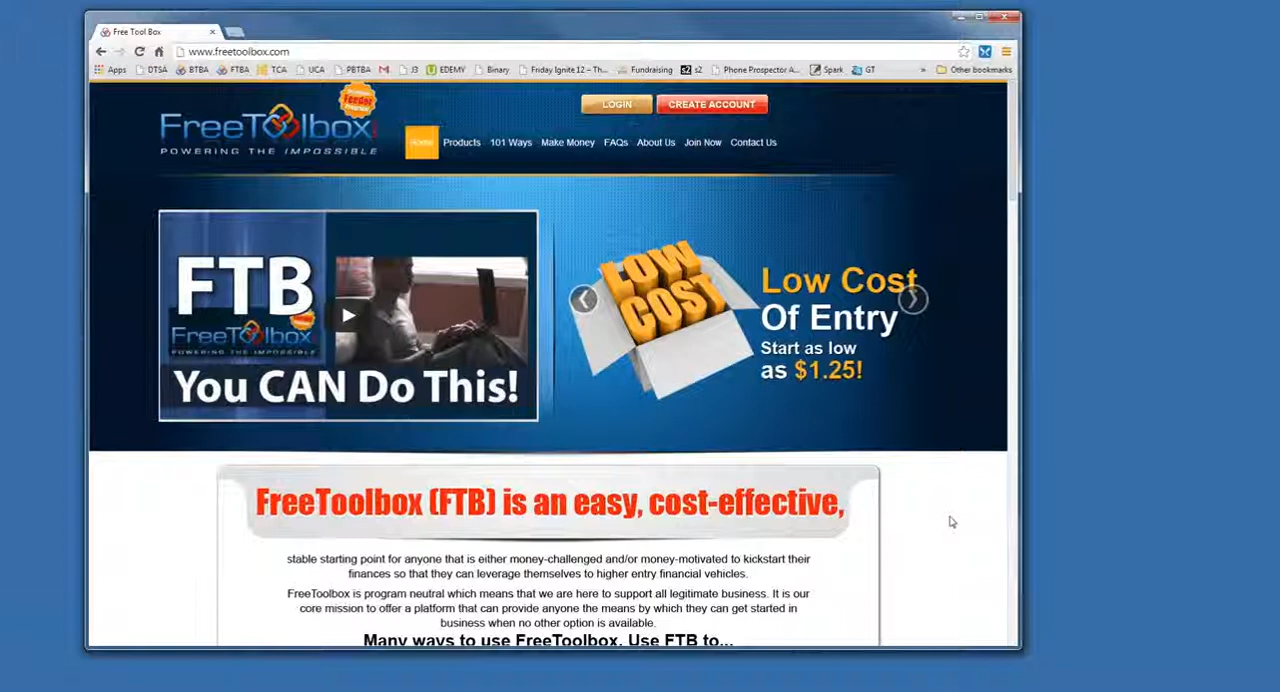 Free Tool Box
www.freetoolbox.com
Apps DTSA BTBA FTBA TCA UCA PBTBA J3 EDEMY Binary Friday Ignite 12 – Th... Fundraising s2 s2 Phone Prospector A... Spark GT » Other bookmarks
Feeder
LOGIN CREATE ACCOUNT
FreeToolbox
POWERING THE IMPOSSIBLE
Home Products 101 Ways Make Money FAQs About Us Join Now Contact Us
FTB
FreeToolbox
POWERING THE IMPOSSIBLE
You CAN Do This!
LOW
COST
Low Cost
Of Entry
Start as low
as $1.25!
FreeToolbox (FTB) is an easy, cost-effective,
stable starting point for anyone that is either money-challenged and/or money-motivated to kickstart their
finances so that they can leverage themselves to higher entry financial vehicles.
FreeToolbox is program neutral which means that we are here to support all legitimate business. It is our
core mission to offer a platform that can provide anyone the means by which they can get started in
business when no other option is available.
Many ways to use FreeToolbox. Use FTB to...